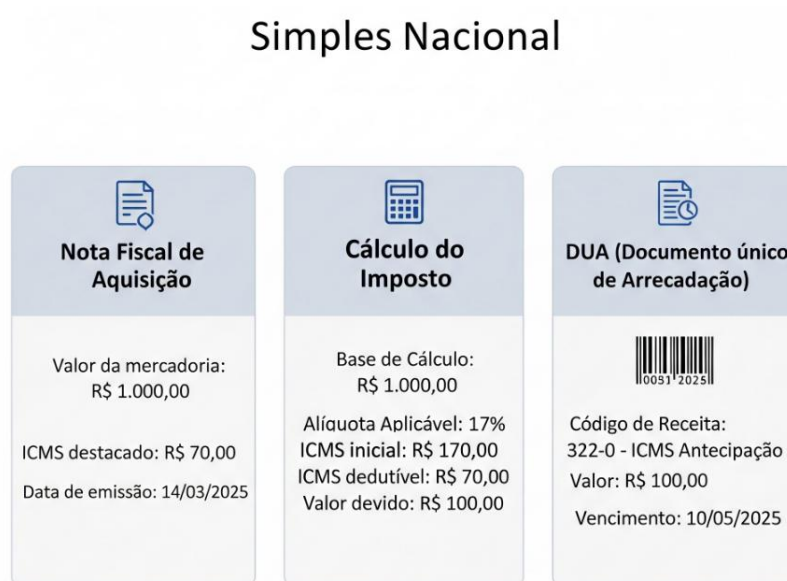 Simples Nacional
Nota Fiscal de
Aquisição
Valor da mercadoria:
R$ 1.000,00
ICMS destacado: R$ 70,00
Data de emissão: 14/03/2025
Cálculo do
Imposto
Base de Cálculo:
R$ 1.000,00
Alíquota Aplicável: 17%
ICMS inicial: R$ 170,00
ICMS dedutível: R$ 70,00
Valor devido: R$ 100,00
DUA (Documento único
de Arrecadação)
0031 2025
Código de Receita:
322-0 - ICMS Antecipação
Valor: R$ 100,00
Vencimento: 10/05/2025